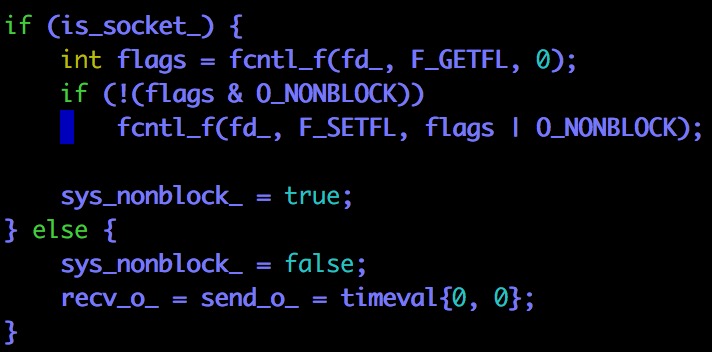 if (is_socket_) {
    int flags = fcntl_f(fd_, F_GETFL, 0);
    if (!(flags & O_NONBLOCK))
        fcntl_f(fd_, F_SETFL, flags | O_NONBLOCK);

    sys_nonblock_ = true;
} else {
    sys_nonblock_ = false;
    recv_o_ = send_o_ = timeval{0, 0};
}